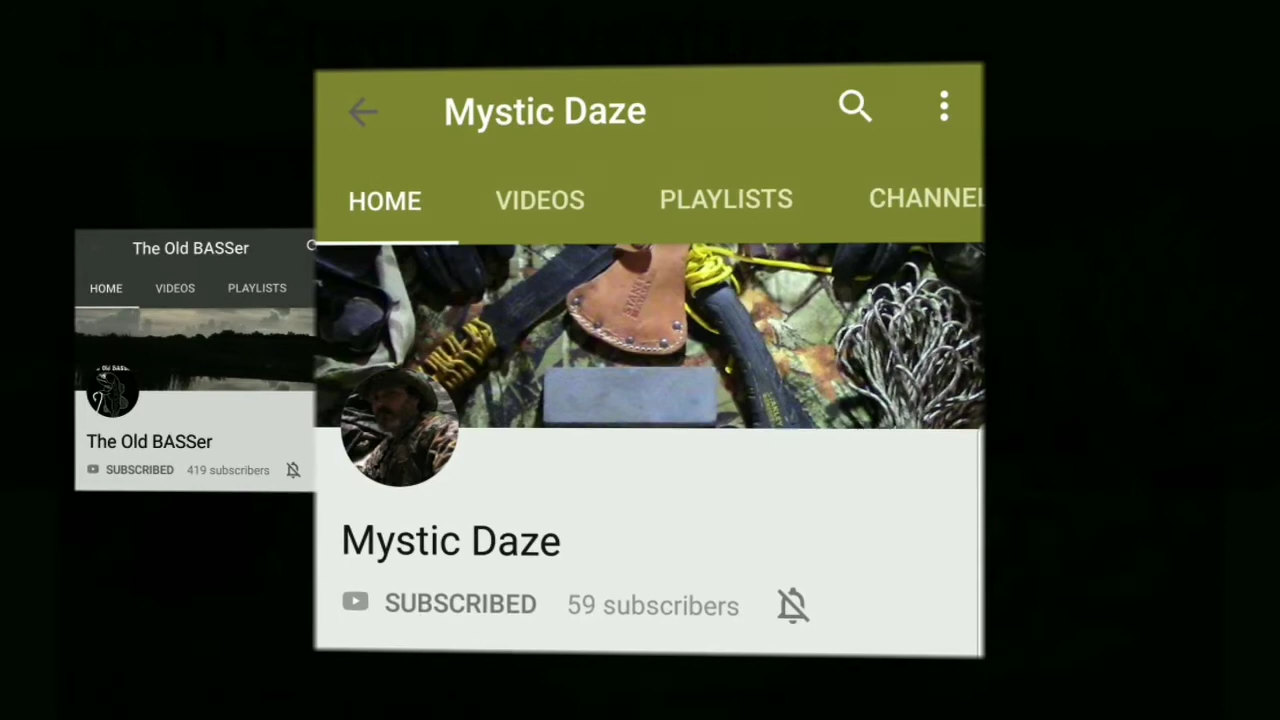 Mystic Daze
HOME VIDEOS PLAYLISTS CHANNEL
The Old BASSer
HOME VIDEOS PLAYLISTS
STANLEY
The Old BASSer
SUBSCRIBED 419 subscribers
Mystic Daze
SUBSCRIBED 59 subscribers